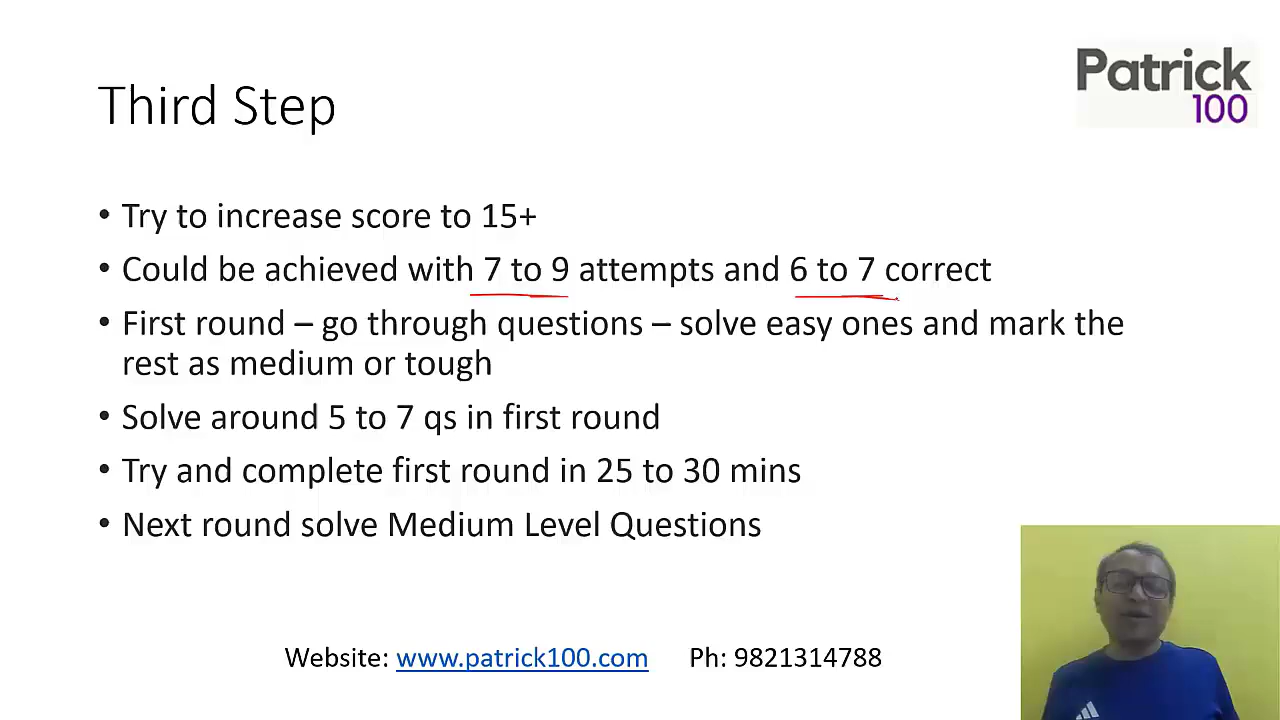 Patrick
100
Third Step
• Try to increase score to 15+
• Could be achieved with 7 to 9 attempts and 6 to 7 correct
• First round – go through questions – solve easy ones and mark the
rest as medium or tough
• Solve around 5 to 7 qs in first round
• Try and complete first round in 25 to 30 mins
• Next round solve Medium Level Questions
Website: www.patrick100.com Ph: 9821314788